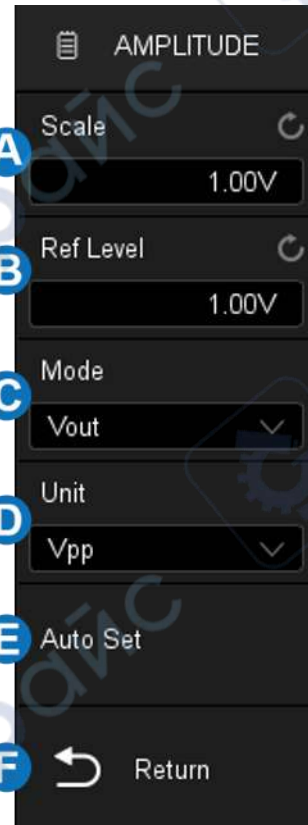 AMPLITUDE
A
Scale
1.00V
B
Ref Level
1.00V
C
Mode
Vout
D
Unit
Vpp
E
Auto Set
F
Return